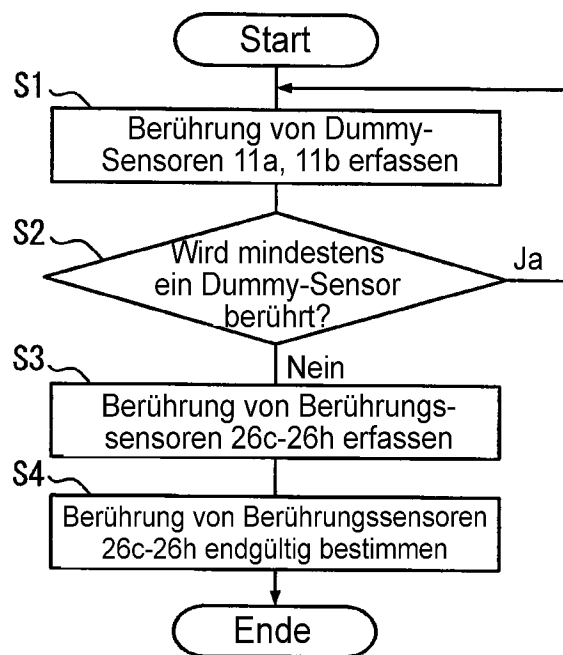 Start
S1
Berührung von Dummy-
Sensoren 11a, 11b erfassen
S2
Wird mindestens
ein Dummy-Sensor
berührt?
Ja
Nein
S3
Berührung von Berührungs-
sensoren 26c-26h erfassen
S4
Berührung von Berührungssensoren
26c-26h endgültig bestimmen
Ende